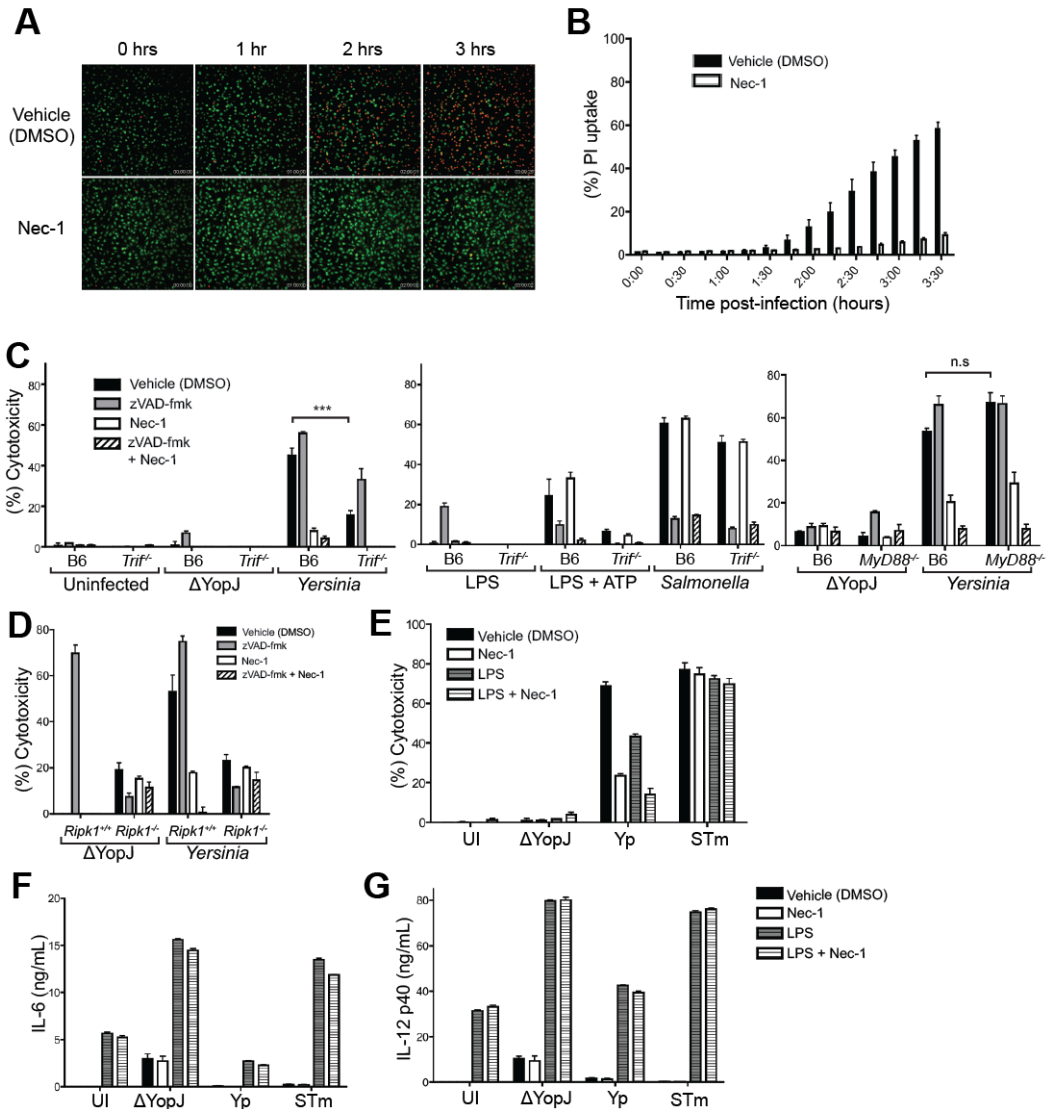 A
0 hrs 1 hr 2 hrs 3 hrs
Vehicle
(DMSO)
Nec-1
B
(%) PI uptake
100
80
60
40
20
0
Vehicle (DMSO)
Nec-1
0:00 0:30 1:00 1:30 2:00 2:30 3:00 3:30
Time post-infection (hours)
C
(%) Cytotoxicity
80
60
40
20
0
Vehicle (DMSO)
zVAD-fmk
Nec-1
zVAD-fmk
+ Nec-1
***
B6 Trif-/- B6 Trif-/- B6 Trif-/-
Uninfected ΔYopJ Yersinia
80
60
40
20
0
B6 Trif-/- B6 Trif-/- B6 Trif-/-
LPS LPS + ATP Salmonella
80
60
40
20
0
n.s
B6 MyD88-/- B6 MyD88-/-
ΔYopJ Yersinia
D
(%) Cytotoxicity
80
60
40
20
0
Vehicle (DMSO)
zVAD-fmk
Nec-1
zVAD-fmk + Nec-1
Ripk1+/+ Ripk1-/- Ripk1+/+ Ripk1-/-
ΔYopJ Yersinia
E
(%) Cytotoxicity
100
80
60
40
20
0
Vehicle (DMSO)
Nec-1
LPS
LPS + Nec-1
UI ΔYopJ Yp STm
F
IL-6 (ng/mL)
20
15
10
5
0
UI ΔYopJ Yp STm
G
IL-12 p40 (ng/mL)
80
60
40
20
0
UI ΔYopJ Yp STm
Vehicle (DMSO)
Nec-1
LPS
LPS + Nec-1